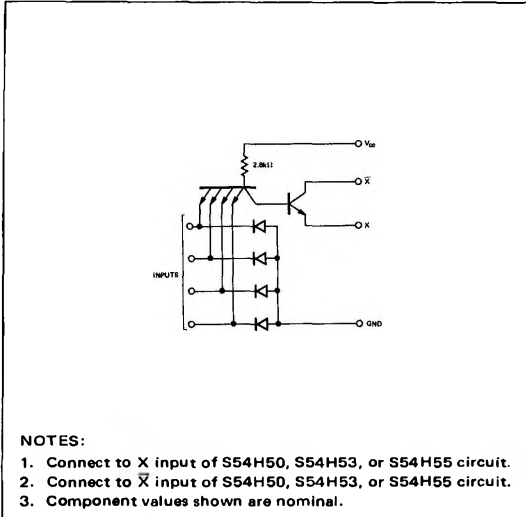 Vcc
2.8kΩ
X̅
X
INPUTS
GND
NOTES:
1. Connect to X input of S54H50, S54H53, or S54H55 circuit.
2. Connect to X̅ input of S54H50, S54H53, or S54H55 circuit.
3. Component values shown are nominal.